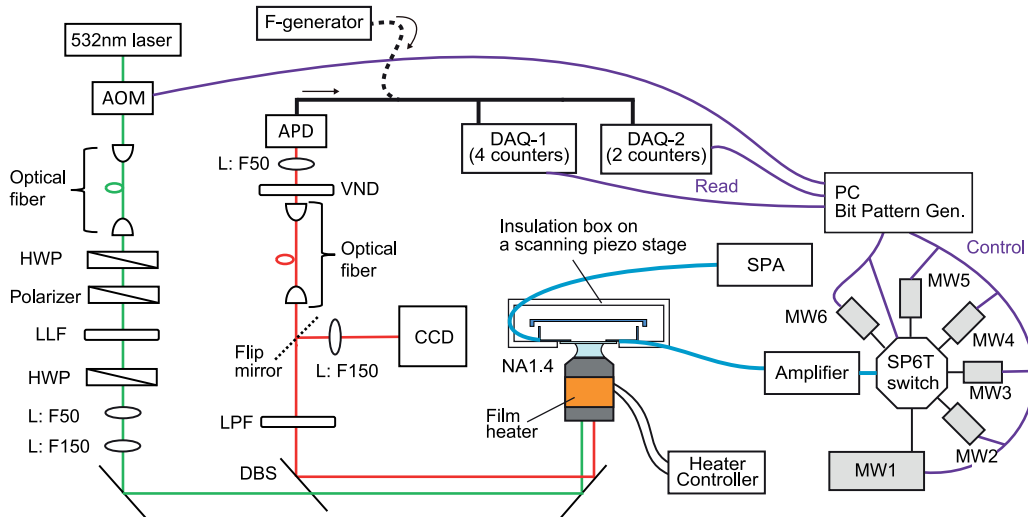 F-generator
532nm laser
AOM
APD
DAQ-1
(4 counters)
DAQ-2
(2 counters)
L: F50
VND
Optical
fiber
Read
PC
Bit Pattern Gen.
Insulation box on
a scanning piezo stage
Control
HWP
Optical
fiber
SPA
MW5
Polarizer
MW6
MW4
LLF
Flip
mirror
CCD
NA1.4
SP6T
switch
HWP
L: F150
Amplifier
MW3
L: F50
LPF
Film
heater
MW2
L: F150
DBS
Heater
Controller
MW1